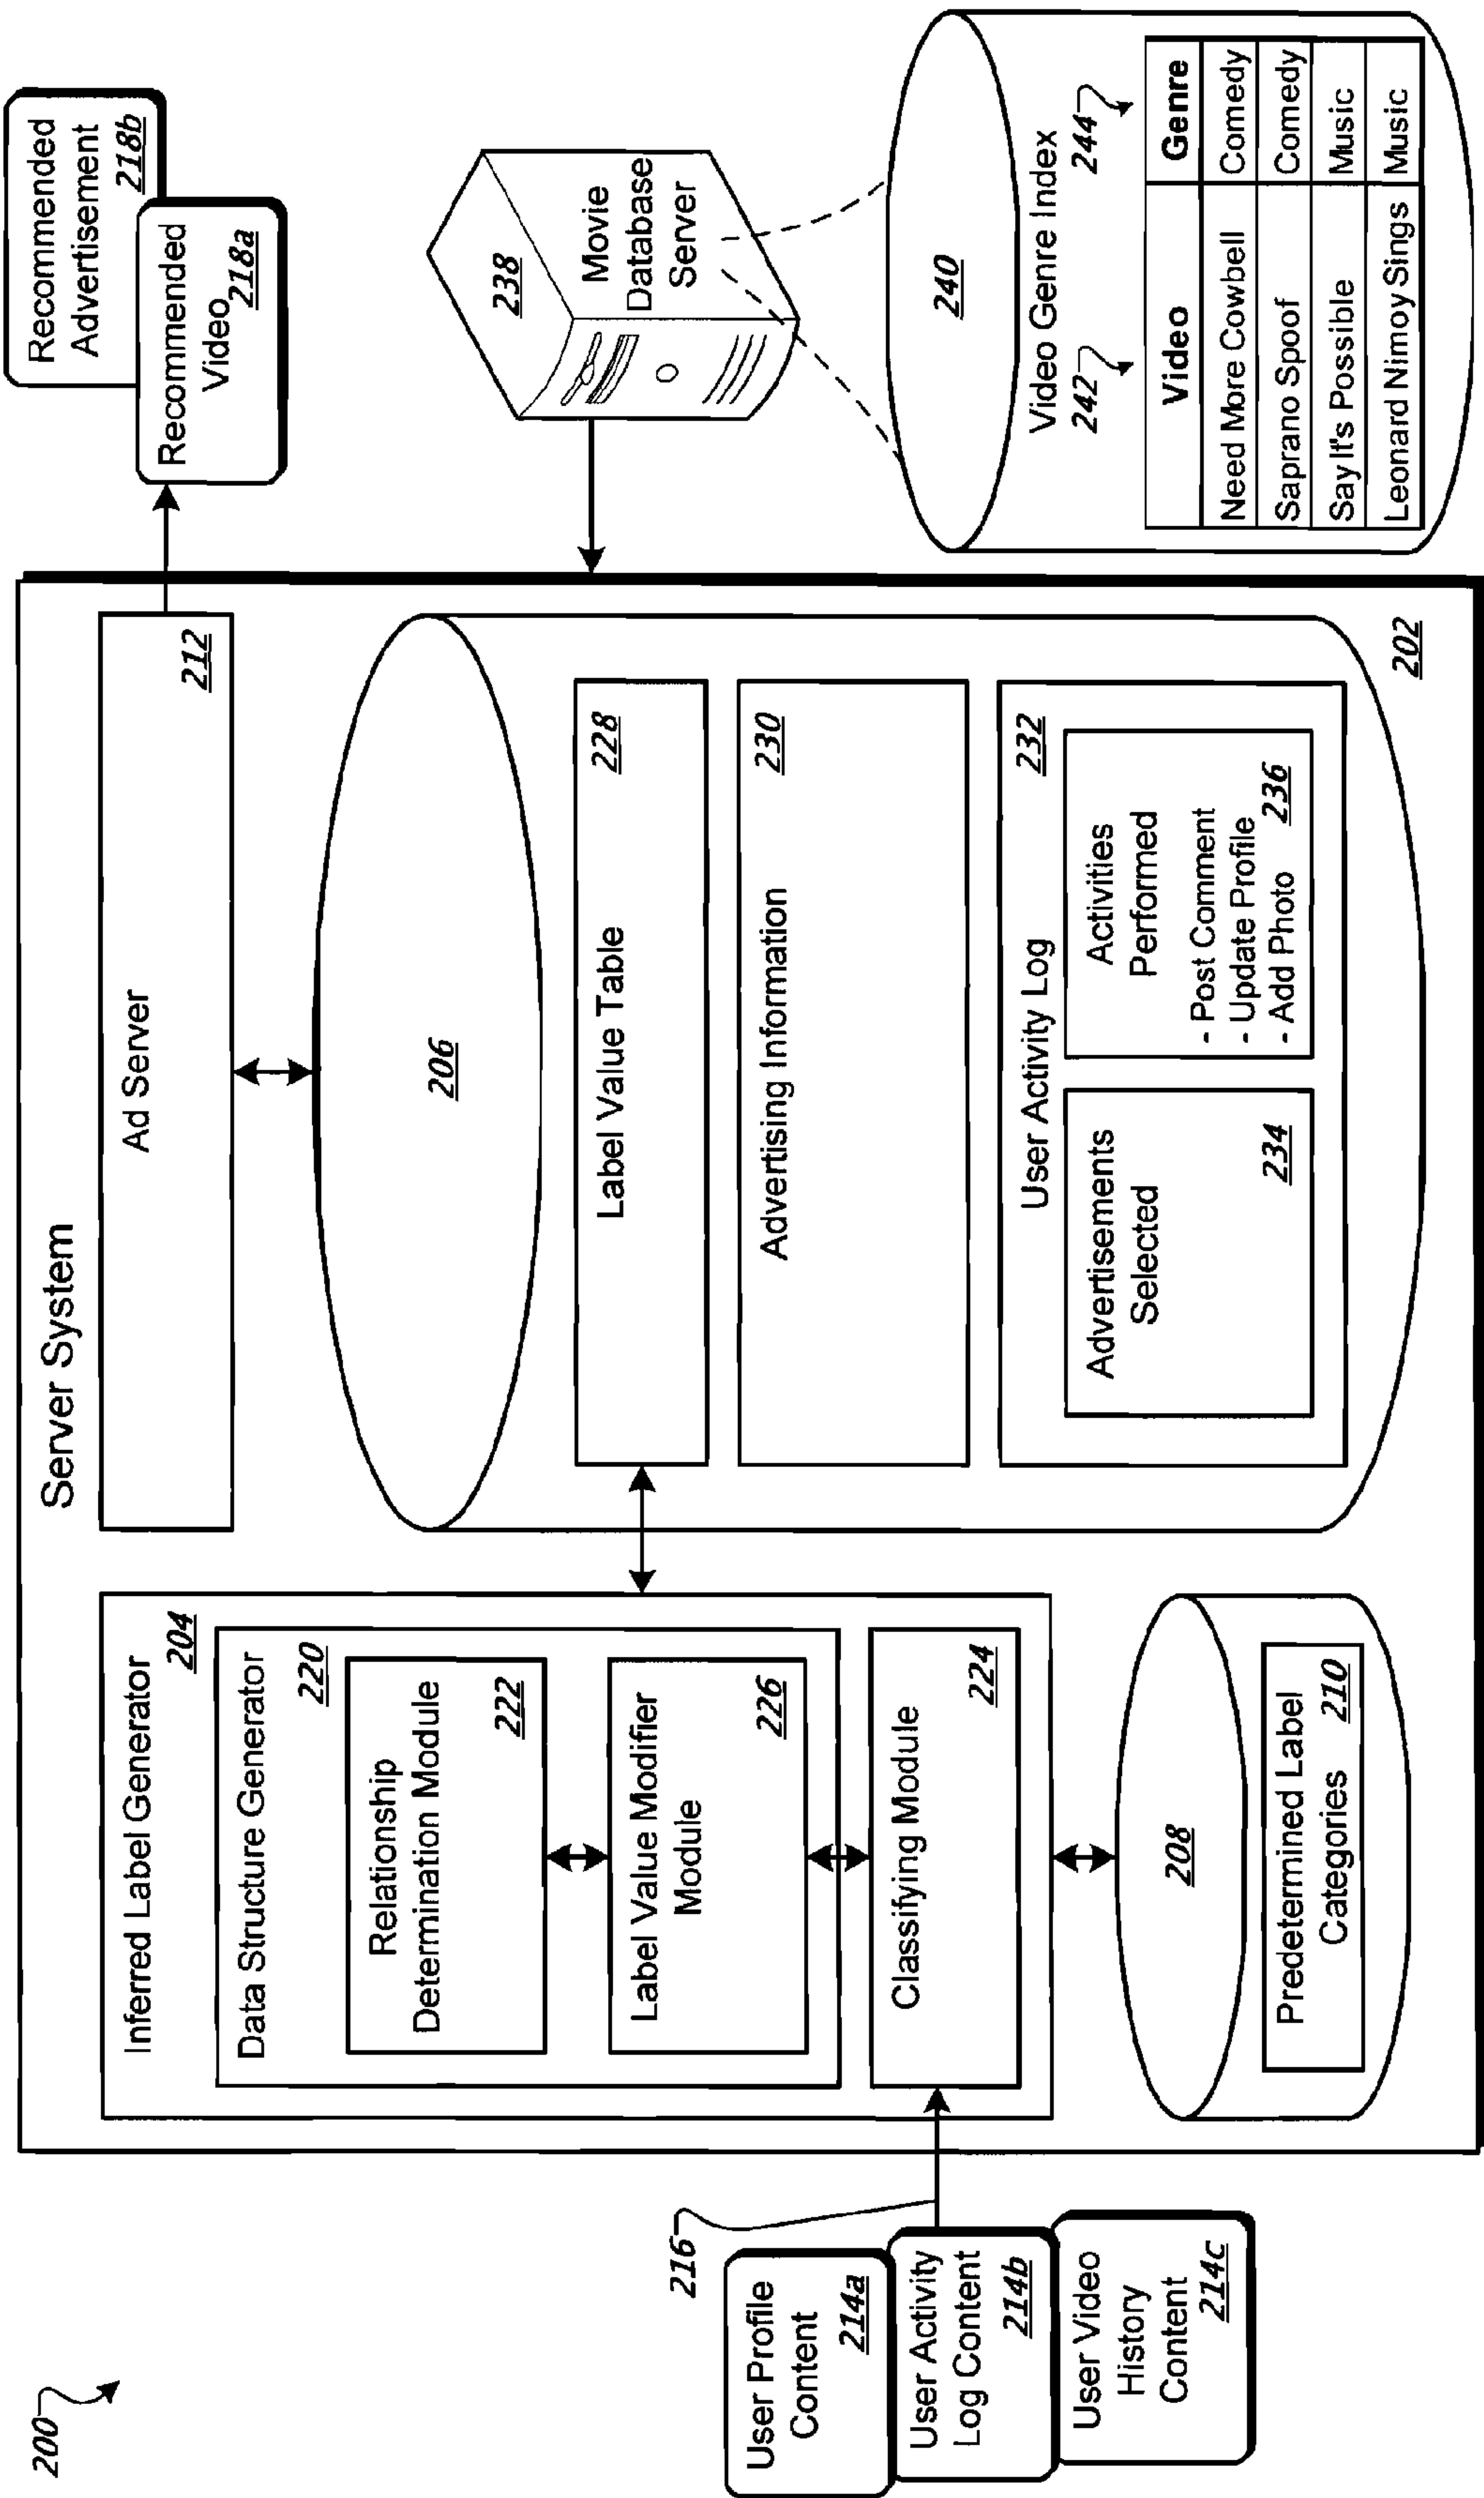 200
Server System
Inferred Label Generator
204
Data Structure Generator
220
Relationship
Determination Module
222
Label Value Modifier
Module
226
Classifying Module
224
208
Predetermined Label
Categories
210
216
User Profile
Content
214a
User Activity
Log Content
214b
User Video
History
Content
214c
Ad Server
212
206
Label Value Table
228
Advertising Information
230
User Activity Log
232
Advertisements
Selected
234
Activities
Performed
- Post Comment
- Update Profile
- Add Photo
236
202
Recommended
Advertisement
218b
Recommended
Video
218a
238
Movie
Database
Server
240
Video Genre Index
242
244
Video Genre
Need More Cowbell Comedy
Saprano Spoof Comedy
Say It's Possible Music
Leonard Nimoy Sings Music